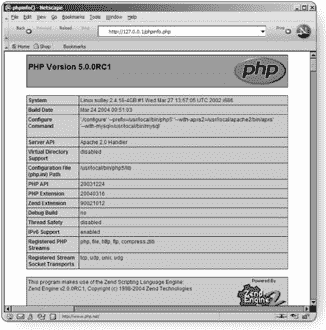 phpinfo() - Netscape
File Edit View Go Bookmarks Tools Window Help
Back
Reload
Stop
http://127.0.0.1/phpinfo.php
Print
N
Home
Bookmarks
PHP Version 5.0.0RC1
php
System Linux 2.4.18-4GB #1 Wed Mar 27 13:57:05 UTC 2002 i686
Build Date Mar 24 2004 00:51:03
Configure Command './configure' '--prefix=/usr/local/bin/php5' '--with-apxs2=/usr/local/apache2/bin/apxs' '--with-mysql=/usr/local/bin/mysql'
Server API Apache 2.0 Handler
Virtual Directory Support disabled
Configuration File (php.ini) Path /usr/local/bin/php5/lib
PHP API 20031224
PHP Extension 20040316
Zend Extension 90021012
Debug Build no
Thread Safety disabled
IPv6 Support enabled
Registered PHP Streams php, file, http, ftp, compress.zlib
Registered Stream Socket Transports tcp, udp, unix, udg
This program makes use of the Zend Scripting Language Engine:
Zend Engine v2.0.0RC1, Copyright (c) 1998-2004 Zend Technologies
Powered By
Zend Engine 2
http://www.php.net/